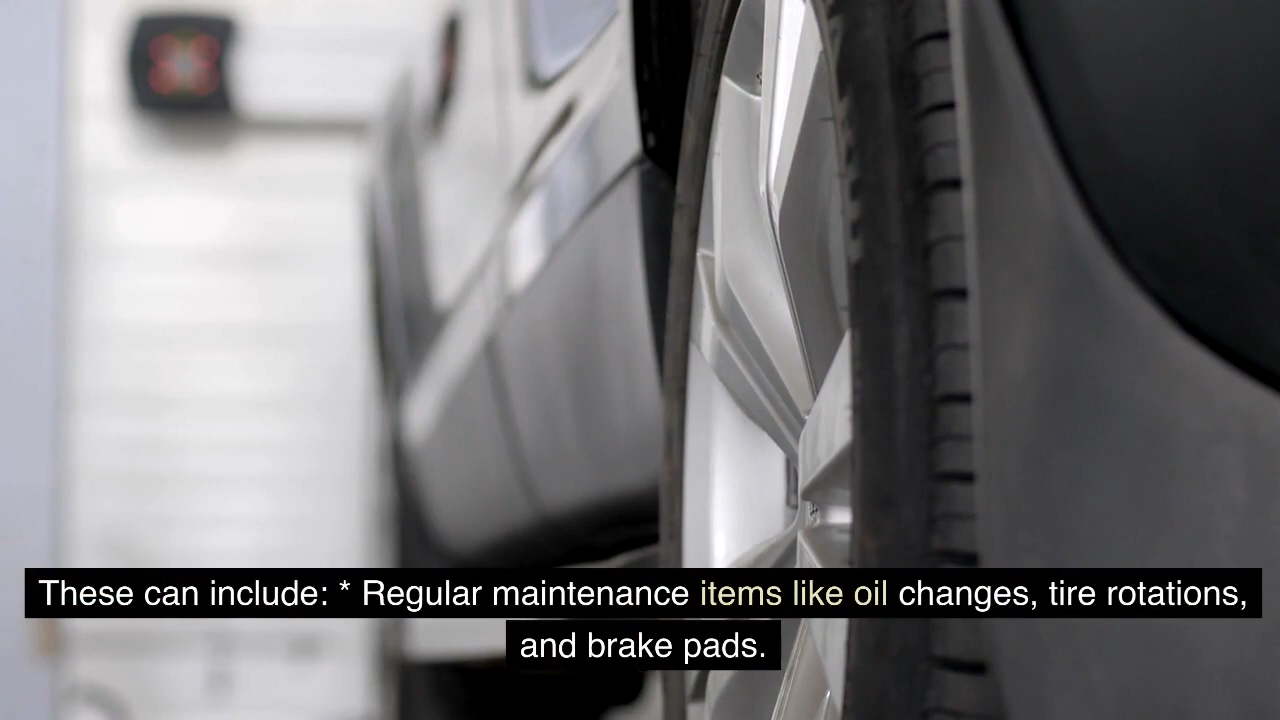 These can include: * Regular maintenance items like oil changes, tire rotations,
and brake pads.